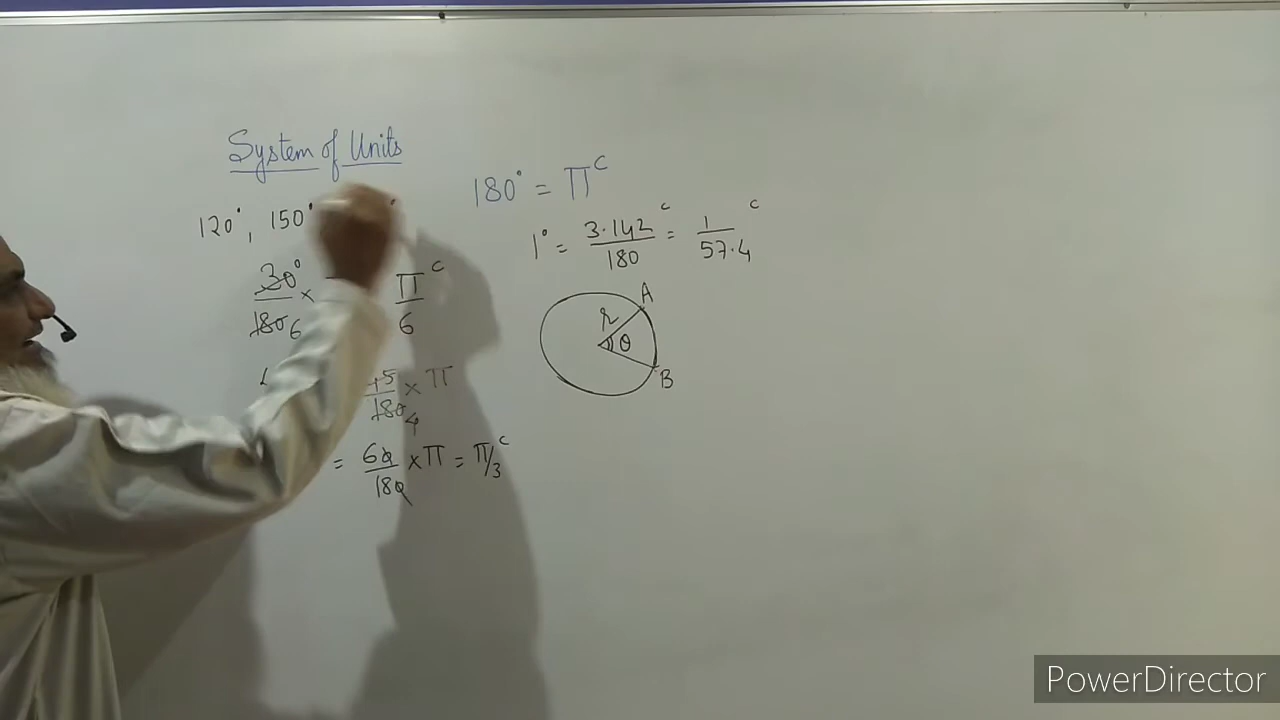 System of Units
180° = π^c
120°, 150°
1° = 3.142/180^c = 1/57.4^c
30°/180 6 × π/6^c
A
r
θ
B
45/180 4 × π
= 60/180 × π = π/3^c
PowerDirector